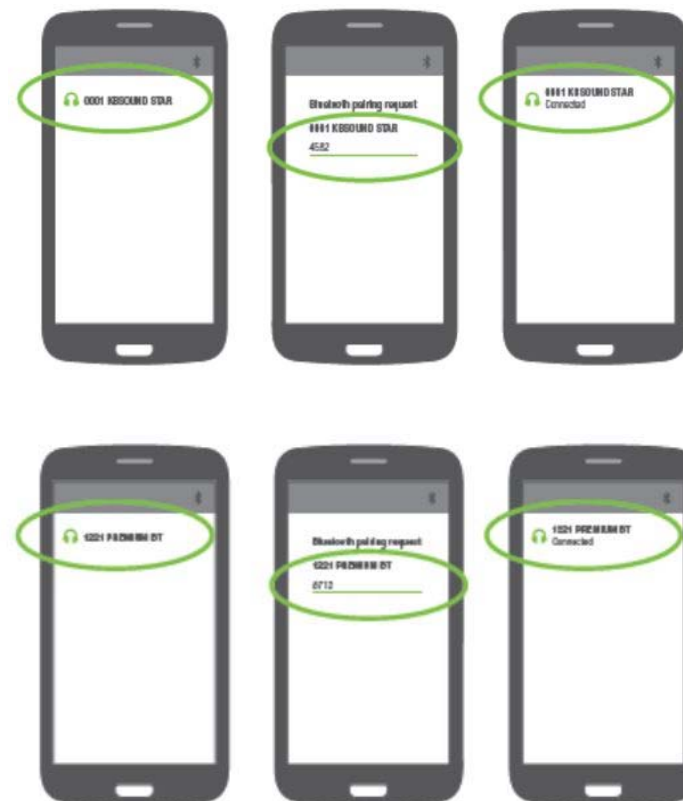 0001 KBSOUND STAR
Bluetooth pairing request
0001 KBSOUND STAR
4582
0001 KBSOUND STAR
Connected
1221 PREMIUM BT
Bluetooth pairing request
1221 PREMIUM BT
8712
1221 PREMIUM BT
Connected